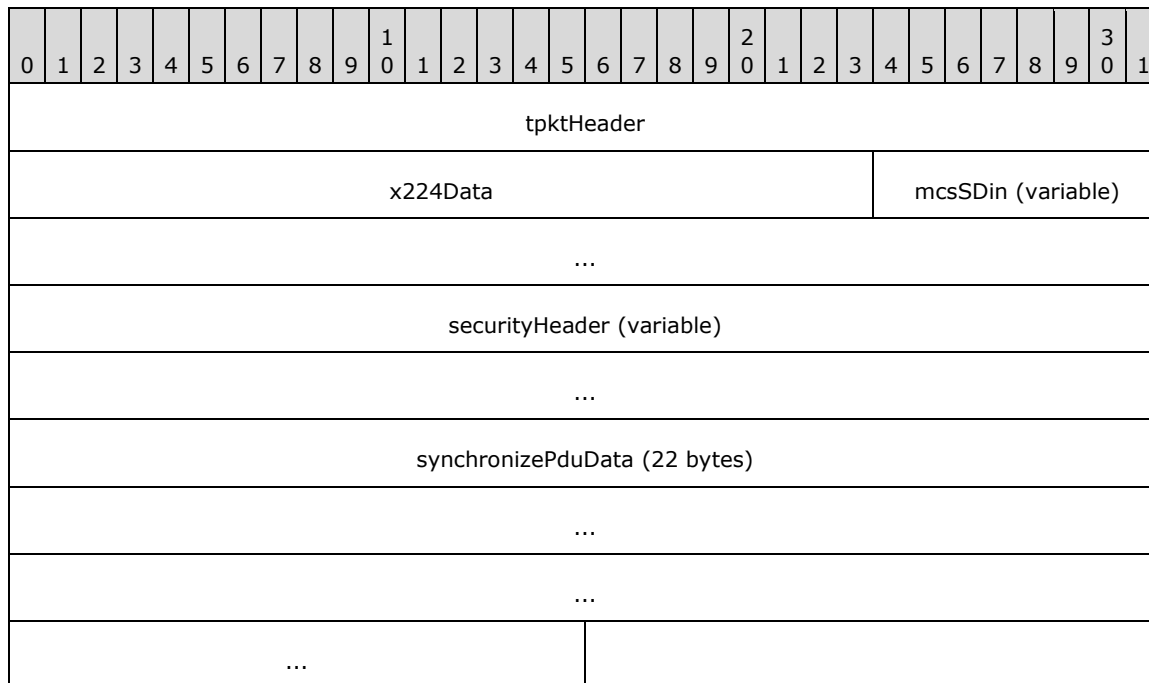 1 2 3
0 1 2 3 4 5 6 7 8 9 0 1 2 3 4 5 6 7 8 9 0 1 2 3 4 5 6 7 8 9 0 1
tpktHeader
x224Data mcsSDin (variable)
...
securityHeader (variable)
...
synchronizePduData (22 bytes)
...
...
...